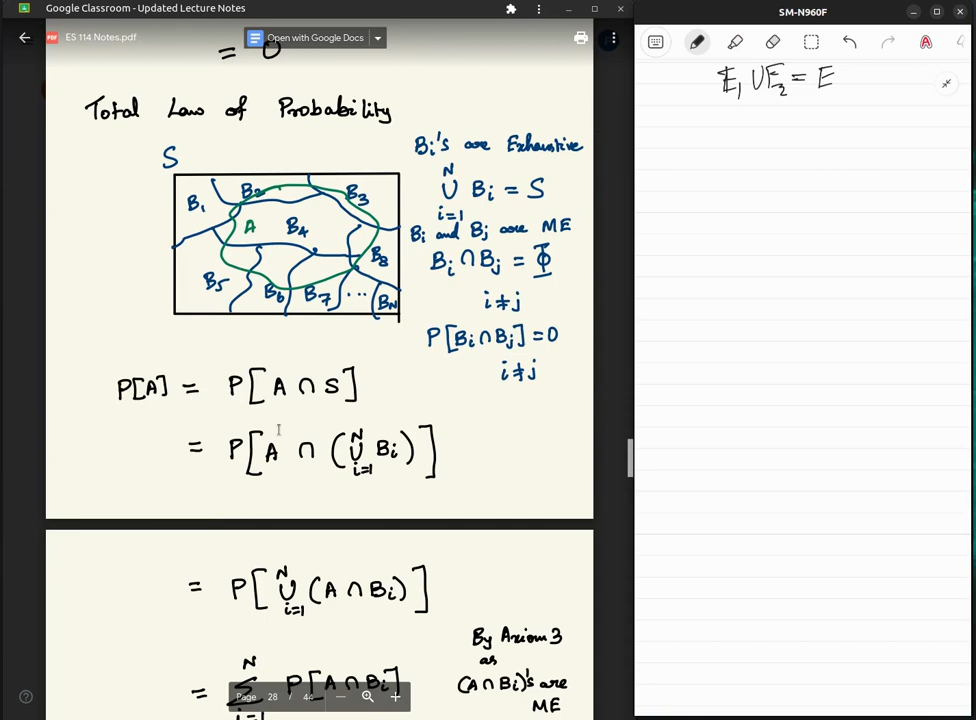 Google Classroom - Updated Lecture Notes
PDF ES 114 Notes.pdf
Open with Google Docs
= 0
Total Law of Probability
S
B1 B2 B3
A B4
B5 B6 B7 ... B8 BN
Bi's are Exhaustive
N
∪ Bi = S
i=1
Bi and Bj are ME
Bi ∩ Bj = Φ
i ≠ j
P[Bi ∩ Bj] = 0
i ≠ j
P[A] = P[A ∩ S]
= P[A ∩ (N ∪ i=1 Bi)]
= P[N ∪ i=1 (A ∩ Bi)]
By Axiom 3
as
(A ∩ Bi)'s are
ME
N
= Σ P[A ∩ Bi]
i=1
Page 28 / 44
SM-N960F
E1 ∪ E2 = E